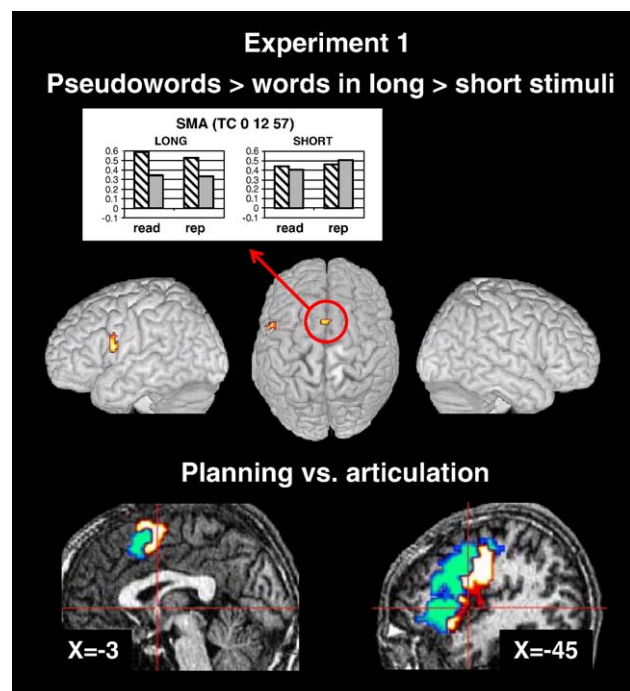 Experiment 1
Pseudowords > words in long > short stimuli
SMA (TC 0 12 57)
LONG SHORT
0.6 0.6
0.5 0.5
0.4 0.4
0.3 0.3
0.2 0.2
0.1 0.1
0 0
-0.1 -0.1
read rep read rep
Planning vs. articulation
X=-3 X=-45